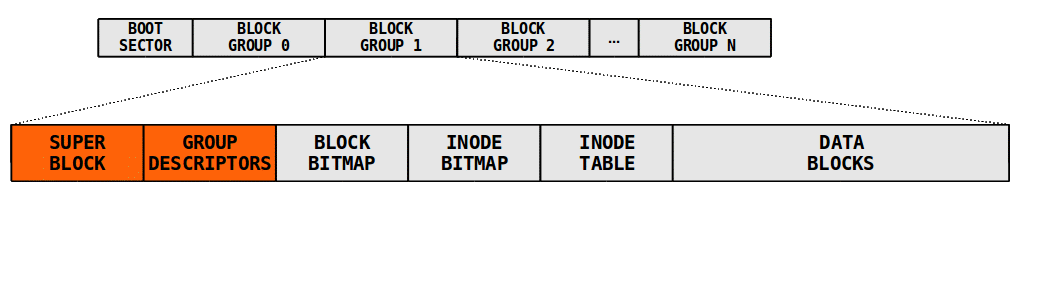 BOOT
SECTOR
BLOCK
GROUP 0
BLOCK
GROUP 1
BLOCK
GROUP 2
...
BLOCK
GROUP N
SUPER
BLOCK
GROUP
DESCRIPTORS
BLOCK
BITMAP
INODE
BITMAP
INODE
TABLE
DATA
BLOCKS